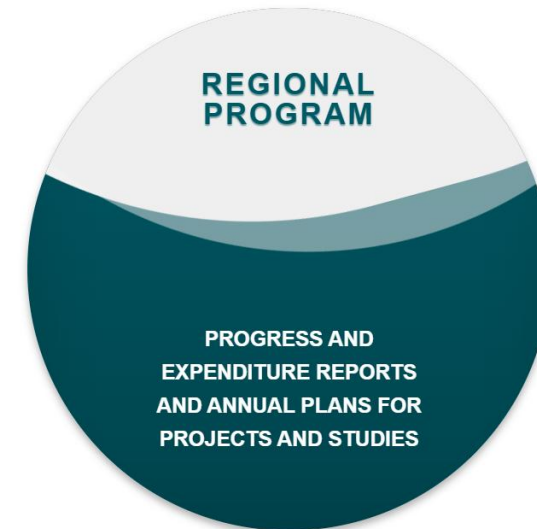 REGIONAL
PROGRAM
PROGRESS AND
EXPENDITURE REPORTS
AND ANNUAL PLANS FOR
PROJECTS AND STUDIES